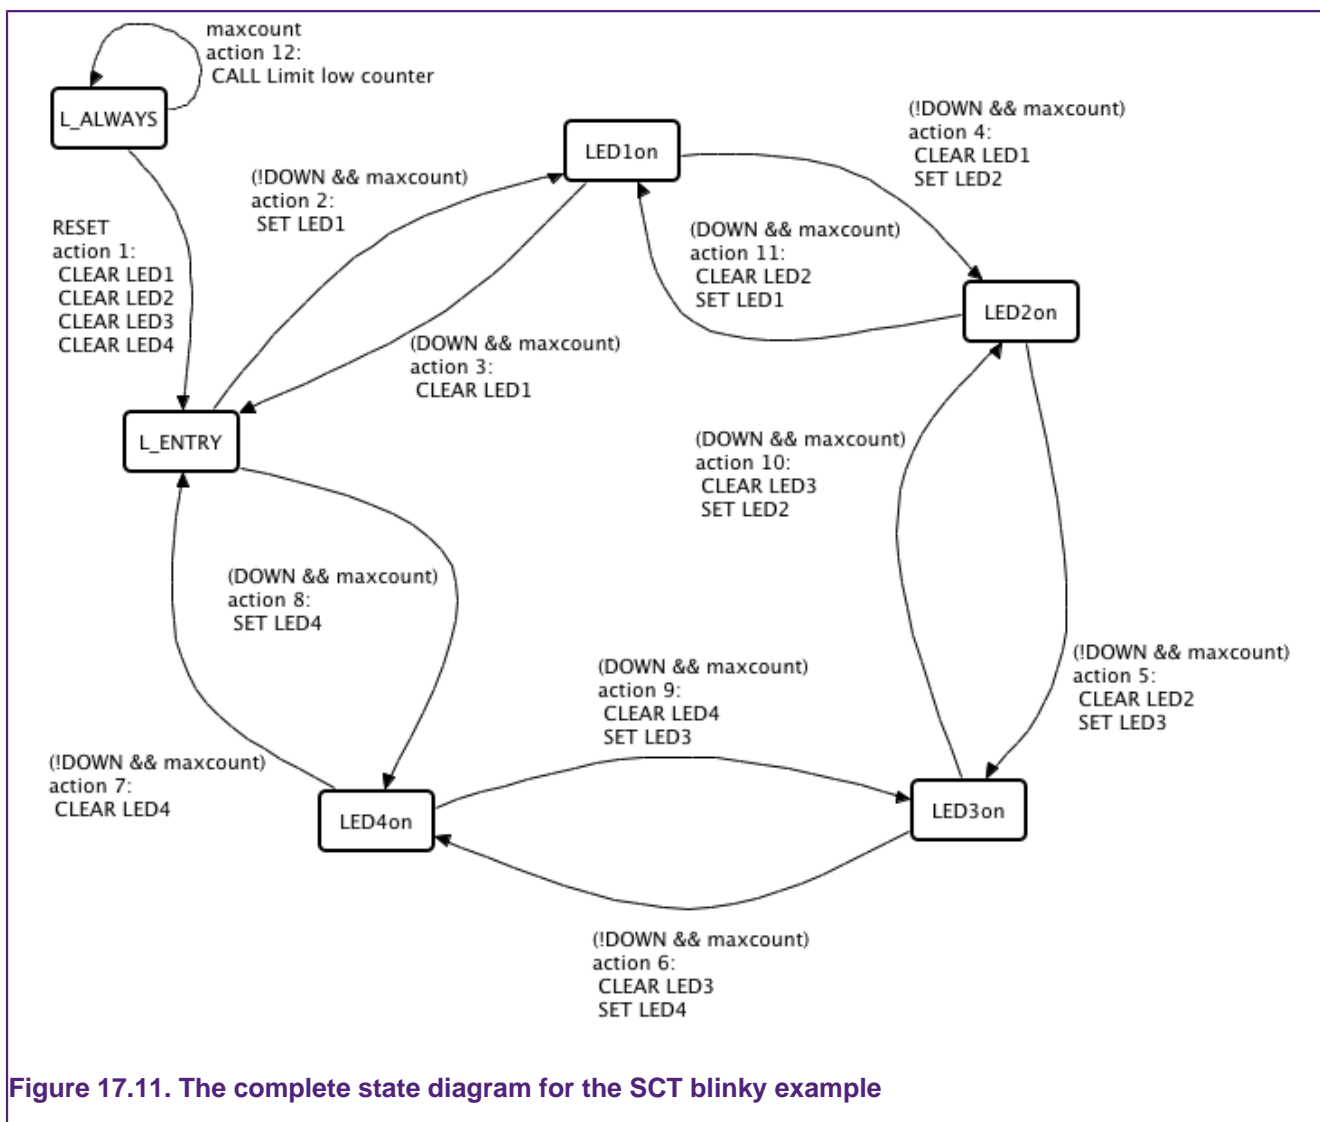 maxcount
action 12:
CALL Limit low counter
L_ALWAYS
RESET
action 1:
CLEAR LED1
CLEAR LED2
CLEAR LED3
CLEAR LED4
(!DOWN && maxcount)
action 2:
SET LED1
LED1on
(!DOWN && maxcount)
action 4:
CLEAR LED1
SET LED2
(DOWN && maxcount)
action 11:
CLEAR LED2
SET LED1
LED2on
(DOWN && maxcount)
action 3:
CLEAR LED1
L_ENTRY
(DOWN && maxcount)
action 10:
CLEAR LED3
SET LED2
(DOWN && maxcount)
action 8:
SET LED4
(!DOWN && maxcount)
action 5:
CLEAR LED2
SET LED3
(DOWN && maxcount)
action 9:
CLEAR LED4
SET LED3
(!DOWN && maxcount)
action 7:
CLEAR LED4
LED4on
LED3on
(!DOWN && maxcount)
action 6:
CLEAR LED3
SET LED4
Figure 17.11. The complete state diagram for the SCT blinky example